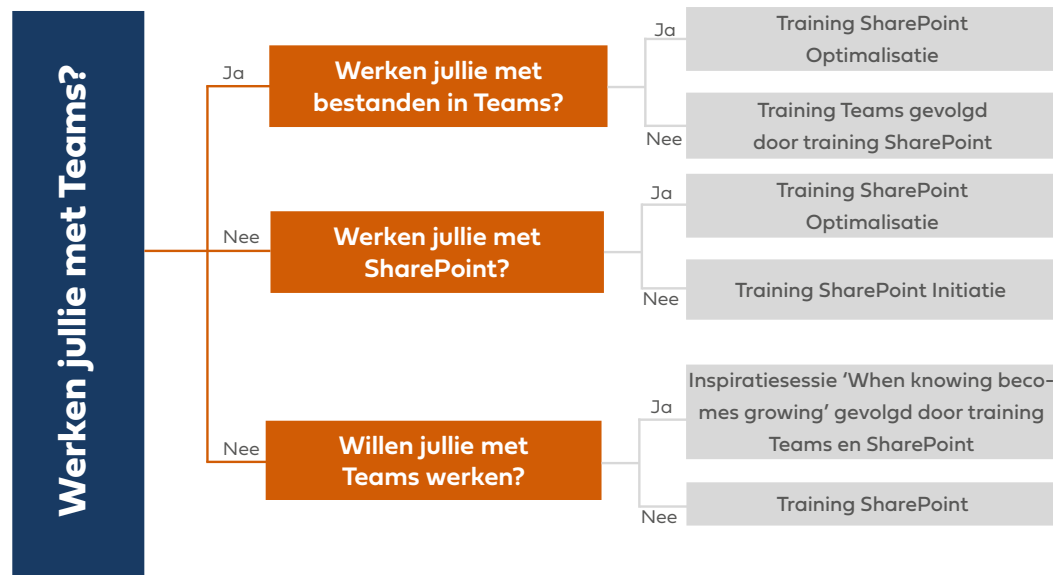 Werken jullie met Teams?
Ja
Werken jullie met
bestanden in Teams?
Ja
Training SharePoint
Optimalisatie
Nee
Training Teams gevolgd
door training SharePoint
Nee
Werken jullie met
SharePoint?
Ja
Training SharePoint
Optimalisatie
Nee
Training SharePoint Initiatie
Nee
Willen jullie met
Teams werken?
Ja
Inspiratiesessie ‘When knowing beco-
mes growing’ gevolgd door training
Teams en SharePoint
Nee
Training SharePoint